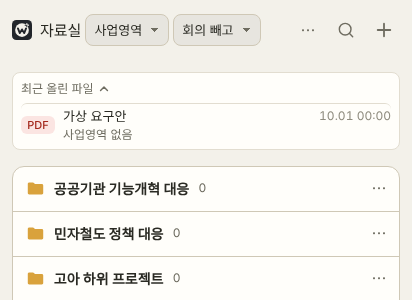 자료실 사업영역 회의 빼고
최근 올린 파일
PDF 가상 요구안 10.01 00:00
사업영역 없음
공공기관 기능개혁 대응 0
민자철도 정책 대응 0
고아 하위 프로젝트 0